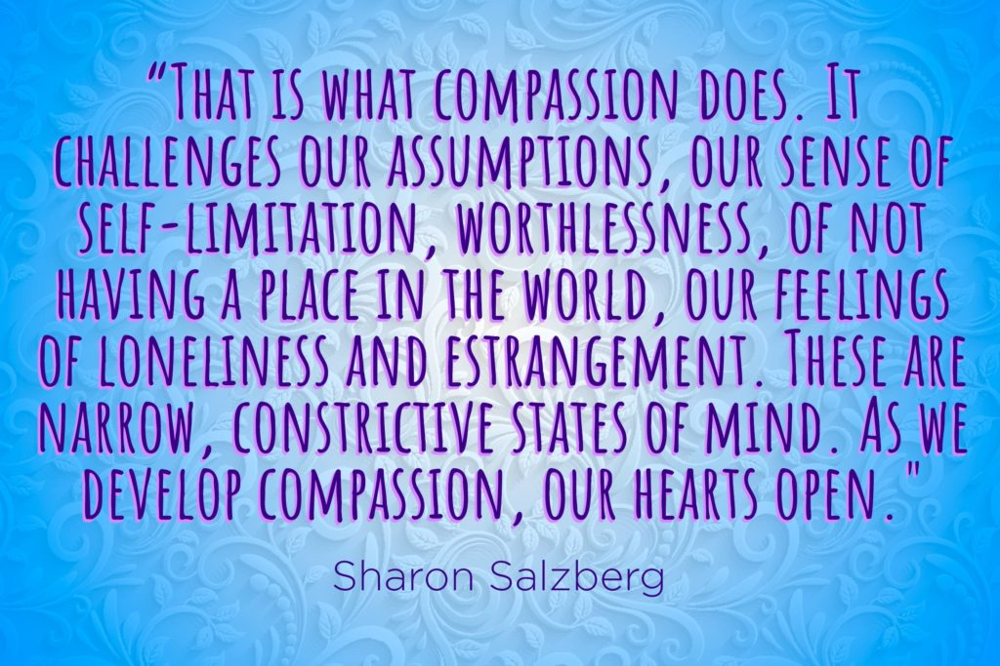 “That is what compassion does. It
challenges our assumptions, our sense of
self-limitation, worthlessness, of not
having a place in the world, our feelings
of loneliness and estrangement. These are
narrow, constrictive states of mind. As we
develop compassion, our hearts open."
Sharon Salzberg